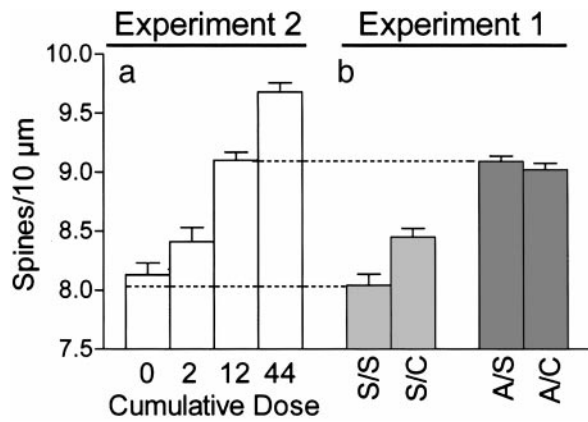 Experiment 2 Experiment 1
a b
10.0
9.5
9.0
8.5
8.0
7.5
Spines/10 µm
0 2 12 44
Cumulative Dose
S/S S/C A/S A/C